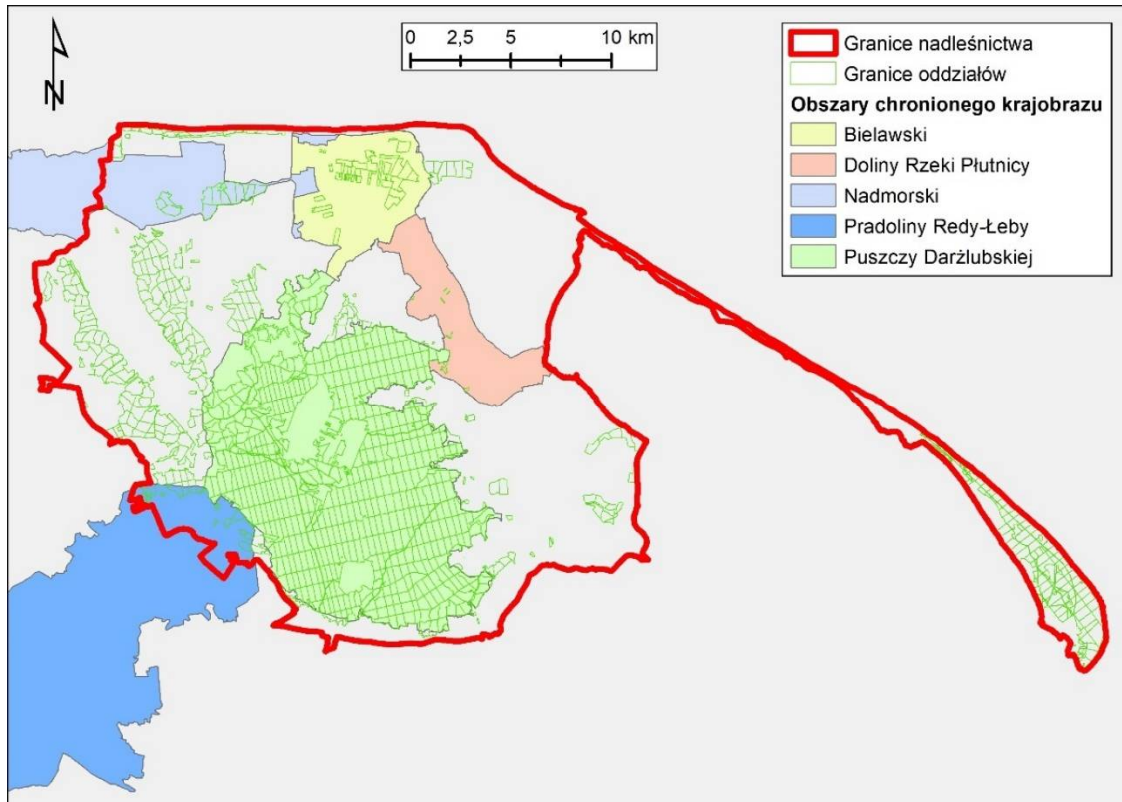 N
0 2,5 5 10 km
Granice nadleśnictwa
Granice oddziałów
Obszary chronionego krajobrazu
Bielawski
Doliny Rzeki Płutnicy
Nadmorski
Pradoliny Redy-Łeby
Puszczy Darżlubskiej